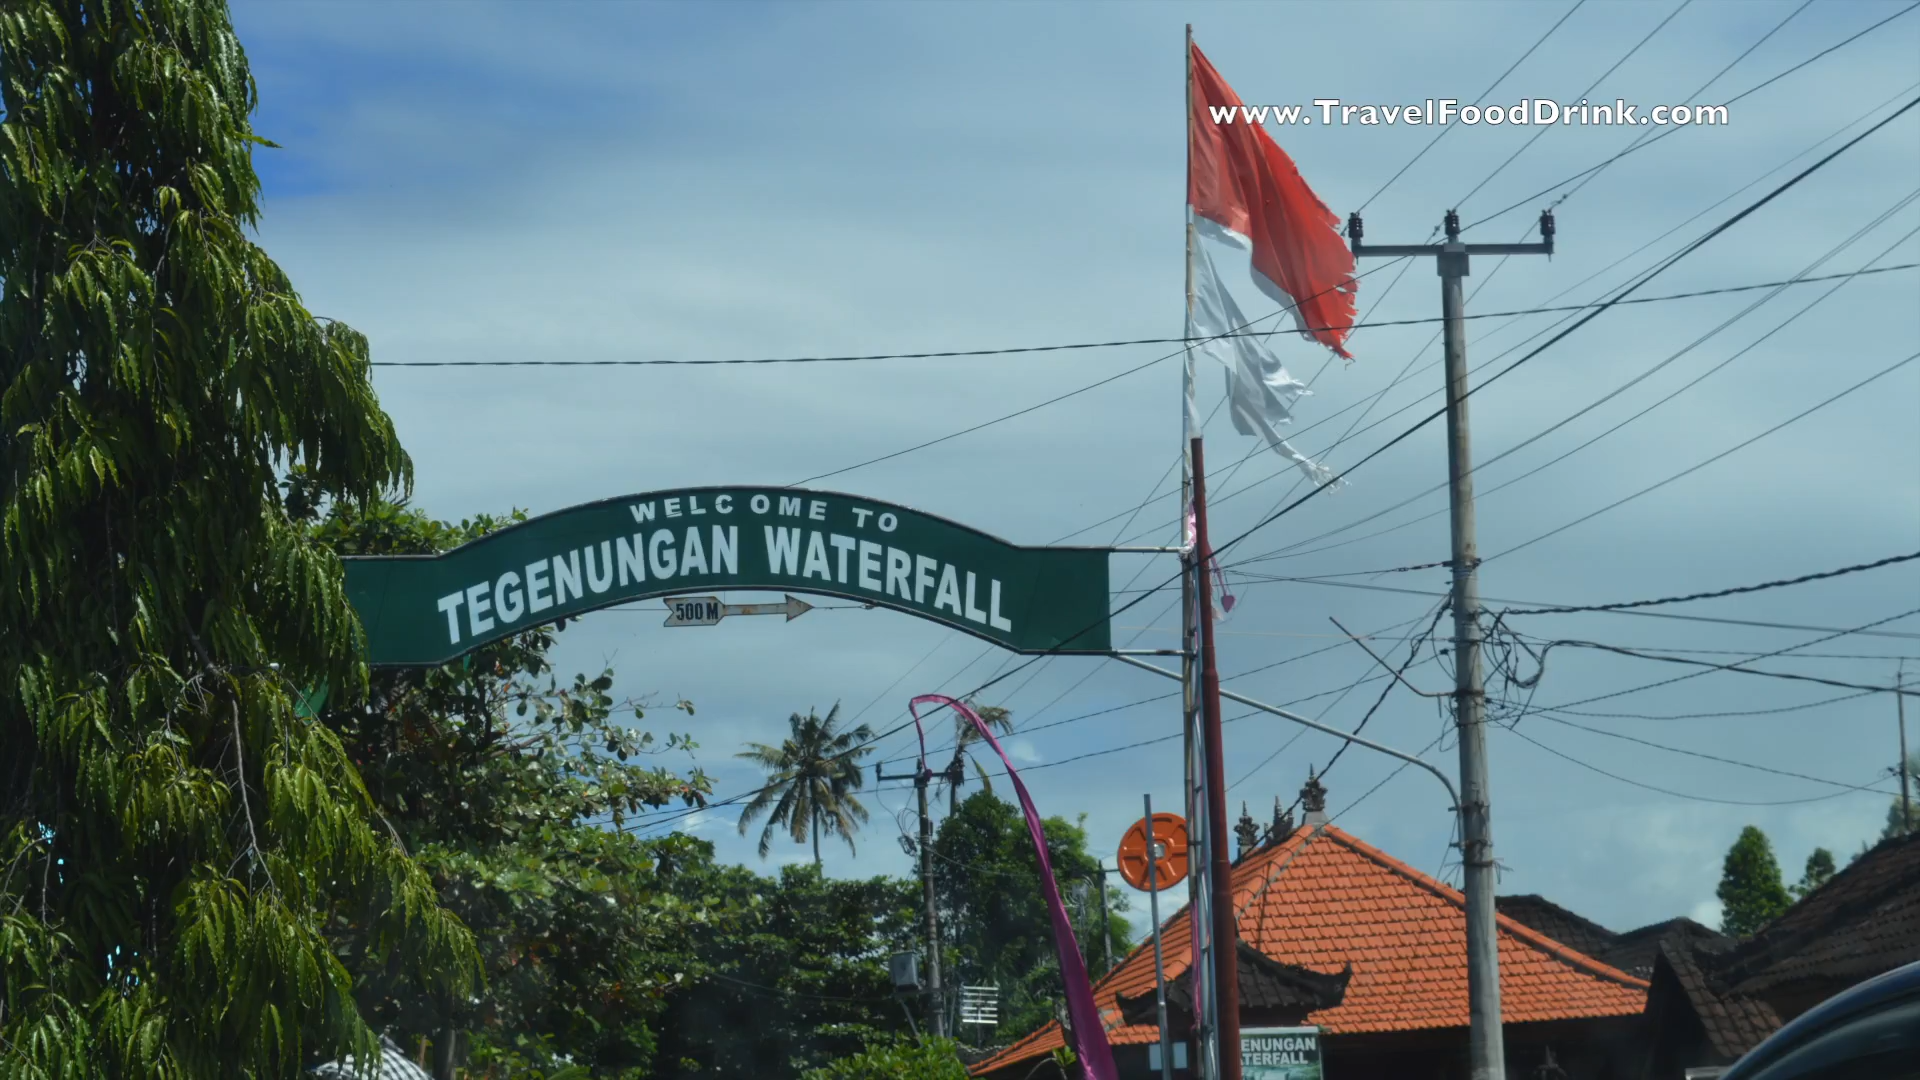 www.TravelFoodDrink.com
WELCOME TO
TEGENUNGAN WATERFALL
500 M
ENUNGAN
TERFALL